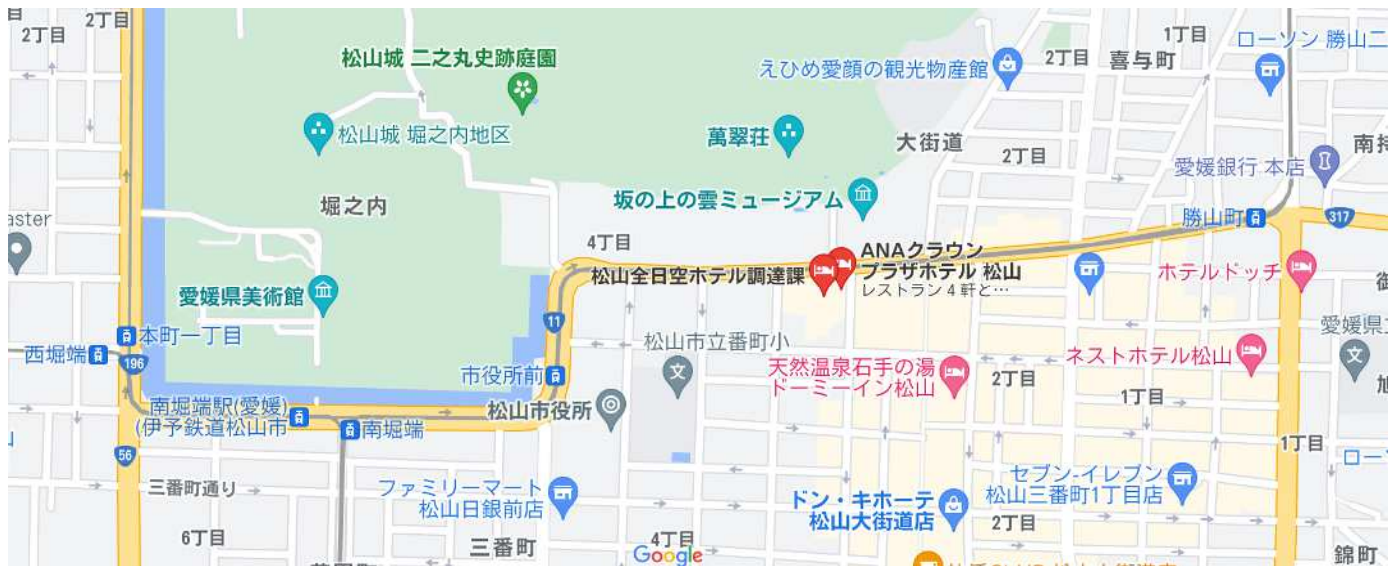 2丁目
2丁目
松山城 二之丸史跡庭園
えひめ愛顔の観光物産館
2丁目
喜与町
1丁目
ローソン 勝山二
松山城 堀之内地区
萬翠荘
大街道
2丁目
南持
愛媛銀行 本店
堀之内
坂の上の雲ミュージアム
勝山町
317
aster
4丁目
ANAクラウン
プラザホテル 松山
レストラン 4 軒と…
松山全日空ホテル調達課
ホテルドッチ
御
愛媛県美術館
11
本町一丁目
西堀端
196
松山市立番町小
ネストホテル松山
市役所前
天然温泉石手の湯
ドーミーイン松山
2丁目
1丁目
旭
南堀端駅(愛媛)
(伊予鉄道松山市
南堀端
松山市役所
56
1丁目
ロー
三番町通り
ファミリーマート
松山日銀前店
セブン-イレブン
松山三番町1丁目店
ドン・キホーテ
松山大街道店
2丁目
6丁目
三番町
4丁目
Google
錦町